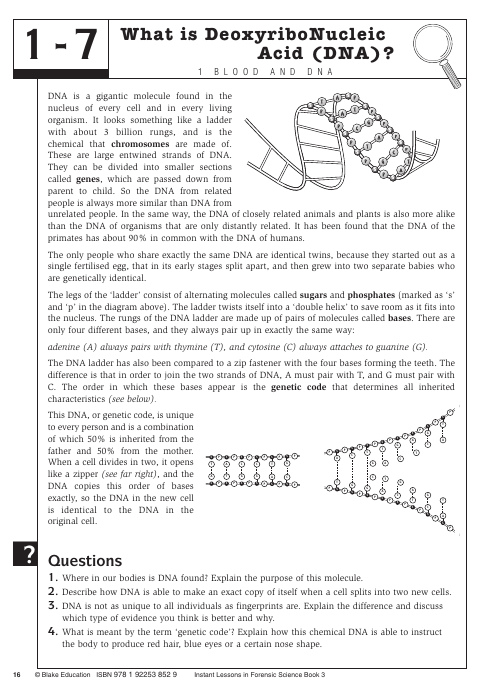 1 - 7
What is DeoxyriboNucleic
Acid (DNA)?
1 BLOOD AND DNA
DNA is a gigantic molecule found in the
nucleus of every cell and in every living
organism. It looks something like a ladder
with about 3 billion rungs, and is the
chemical that chromosomes are made of.
These are large entwined strands of DNA.
They can be divided into smaller sections
called genes, which are passed down from
parent to child. So the DNA from related
people is always more similar than DNA from
unrelated people. In the same way, the DNA of closely related animals and plants is also more alike
than the DNA of organisms that are only distantly related. It has been found that the DNA of the
primates has about 90% in common with the DNA of humans.
The only people who share exactly the same DNA are identical twins, because they started out as a
single fertilised egg, that in its early stages split apart, and then grew into two separate babies who
are genetically identical.
The legs of the 'ladder' consist of alternating molecules called sugars and phosphates (marked as 's'
and 'p' in the diagram above). The ladder twists itself into a 'double helix' to save room as it fits into
the nucleus. The rungs of the DNA ladder are made up of pairs of molecules called bases. There are
only four different bases, and they always pair up in exactly the same way:
adenine (A) always pairs with thymine (T), and cytosine (C) always attaches to guanine (G).
The DNA ladder has also been compared to a zip fastener with the four bases forming the teeth. The
difference is that in order to join the two strands of DNA, A must pair with T, and G must pair with
C. The order in which these bases appear is the genetic code that determines all inherited
characteristics (see below).
This DNA, or genetic code, is unique
to every person and is a combination
of which 50% is inherited from the
father and 50% from the mother.
When a cell divides in two, it opens
like a zipper (see far right), and the
DNA copies this order of bases
exactly, so the DNA in the new cell
is identical to the DNA in the
original cell.
?
Questions
1. Where in our bodies is DNA found? Explain the purpose of this molecule.
2. Describe how DNA is able to make an exact copy of itself when a cell splits into two new cells.
3. DNA is not as unique to all individuals as fingerprints are. Explain the difference and discuss
which type of evidence you think is better and why.
4. What is meant by the term 'genetic code'? Explain how this chemical DNA is able to instruct
the body to produce red hair, blue eyes or a certain nose shape.
16 © Blake Education ISBN 978 1 92253 852 9 Instant Lessons in Forensic Science Book 3